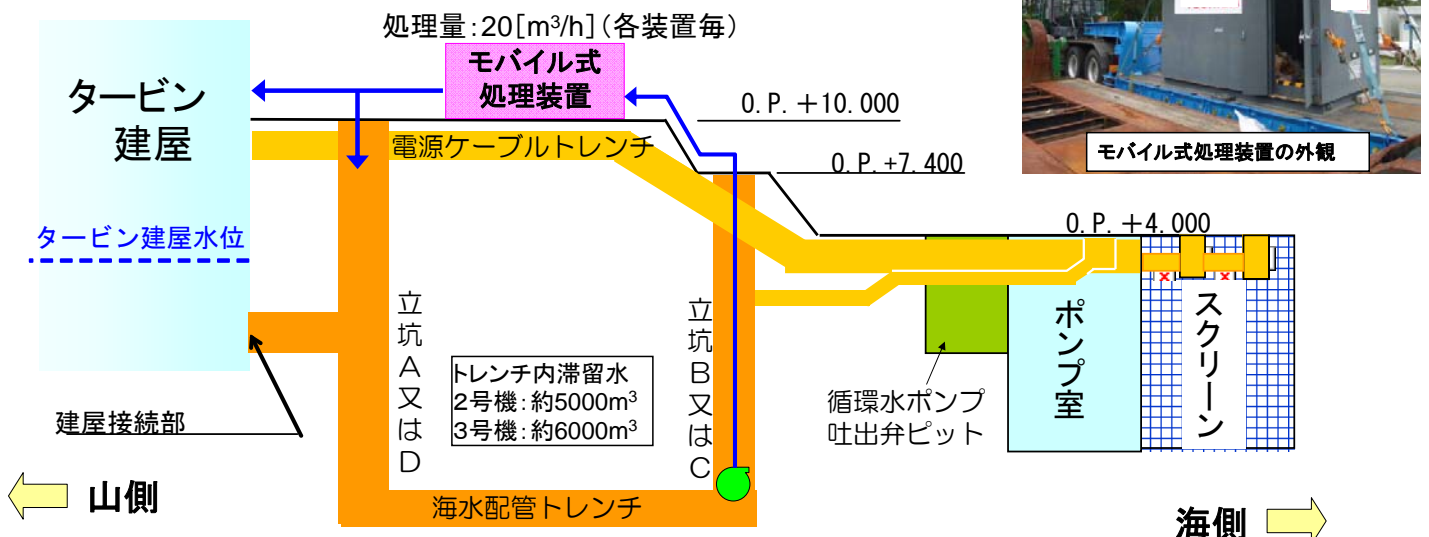 処理量:20[m³/h](各装置毎)
モバイル式
処理装置
タービン
建屋
O.P.+10.000
電源ケーブルトレンチ
O.P.+7.400
モバイル式処理装置の外観
O.P.+4.000
タービン建屋水位
立坑A又はD
立坑B又はC
トレンチ内滞留水
2号機:約5000m³
3号機:約6000m³
ポンプ室
スクリーン
循環水ポンプ
吐出弁ピット
建屋接続部
海水配管トレンチ
山側
海側